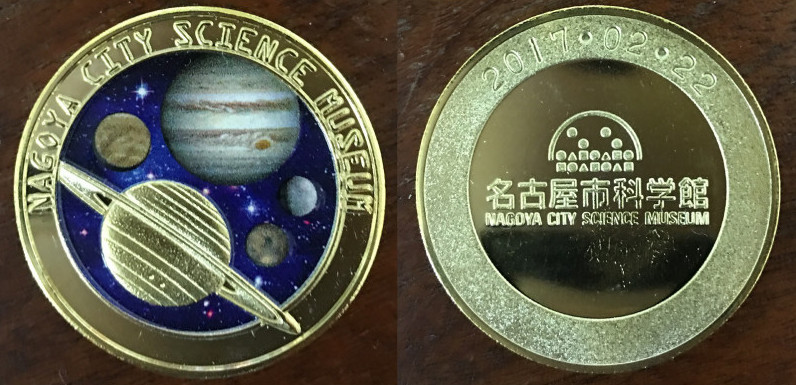 NAGOYA CITY SCIENCE MUSEUM
2017・02・22
名古屋市科学館
NAGOYA CITY SCIENCE MUSEUM